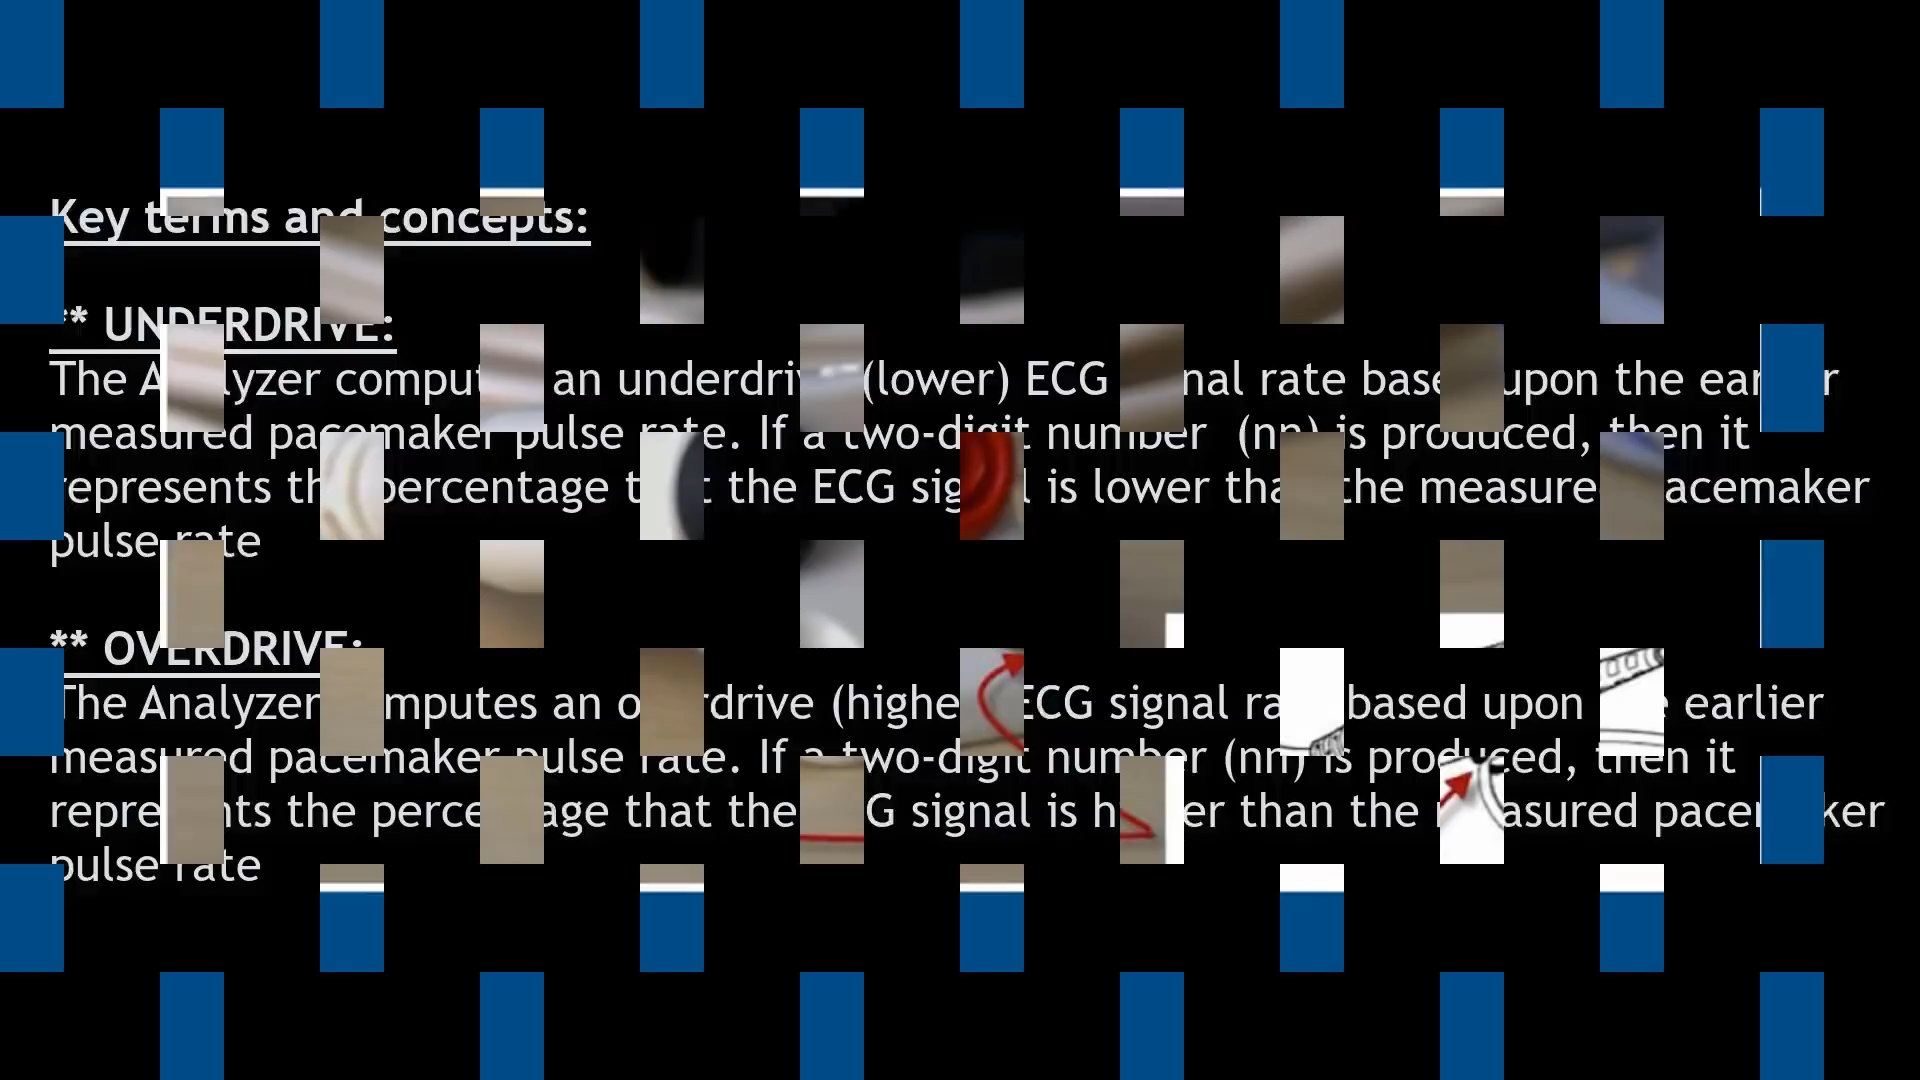 Key terms and concepts:
** UNDERDRIVE:
The Analyzer computes an underdrive (lower) ECG signal rate based upon the earlier
measured pacemaker pulse rate. If a two-digit number (nn) is produced, then it
represents the percentage that the ECG signal is lower than the measured pacemaker
pulse rate
** OVERDRIVE:
The Analyzer computes an overdrive (higher) ECG signal rate based upon the earlier
measured pacemaker pulse rate. If a two-digit number (nn) is produced, then it
represents the percentage that the ECG signal is higher than the measured pacemaker
pulse rate